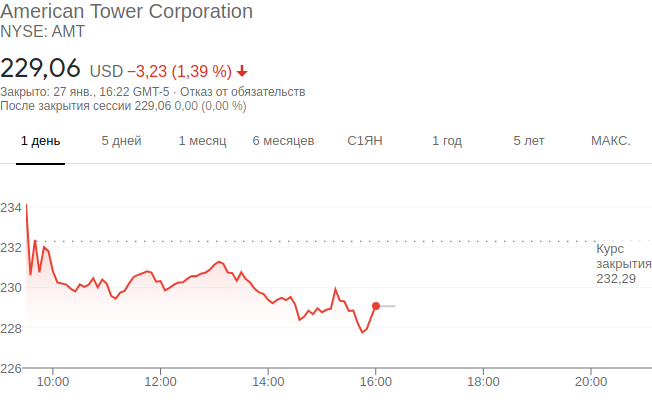 American Tower Corporation
NYSE: AMT
229,06 USD −3,23 (1,39 %)
Закрыто: 27 янв., 16:22 GMT-5 · Отказ от обязательств
После закрытия сессии 229,06 0,00 (0,00 %)
1 день 5 дней 1 месяц 6 месяцев С1ЯН 1 год 5 лет МАКС.
234
232
Курс
закрытия
232,29
230
228
226
10:00 12:00 14:00 16:00 18:00 20:00